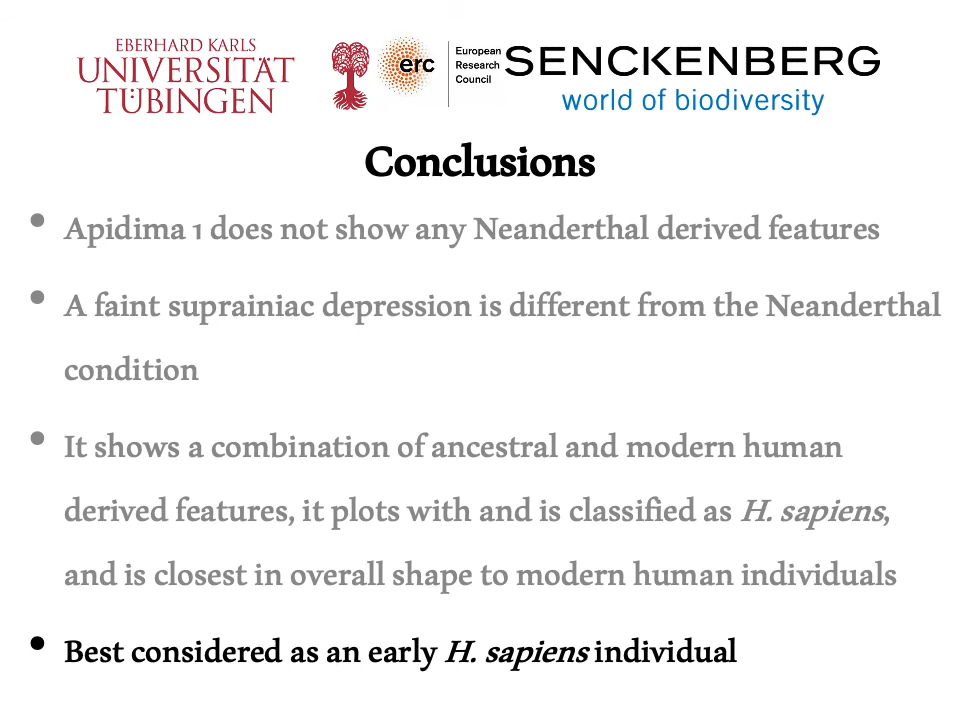 EBERHARD KARLS
UNIVERSITÄT
TÜBINGEN
erc
European
Research
Council
SENCKENBERG
world of biodiversity
Conclusions
• Apidima 1 does not show any Neanderthal derived features
• A faint suprainiac depression is different from the Neanderthal
condition
• It shows a combination of ancestral and modern human
derived features, it plots with and is classified as H. sapiens,
and is closest in overall shape to modern human individuals
• Best considered as an early H. sapiens individual